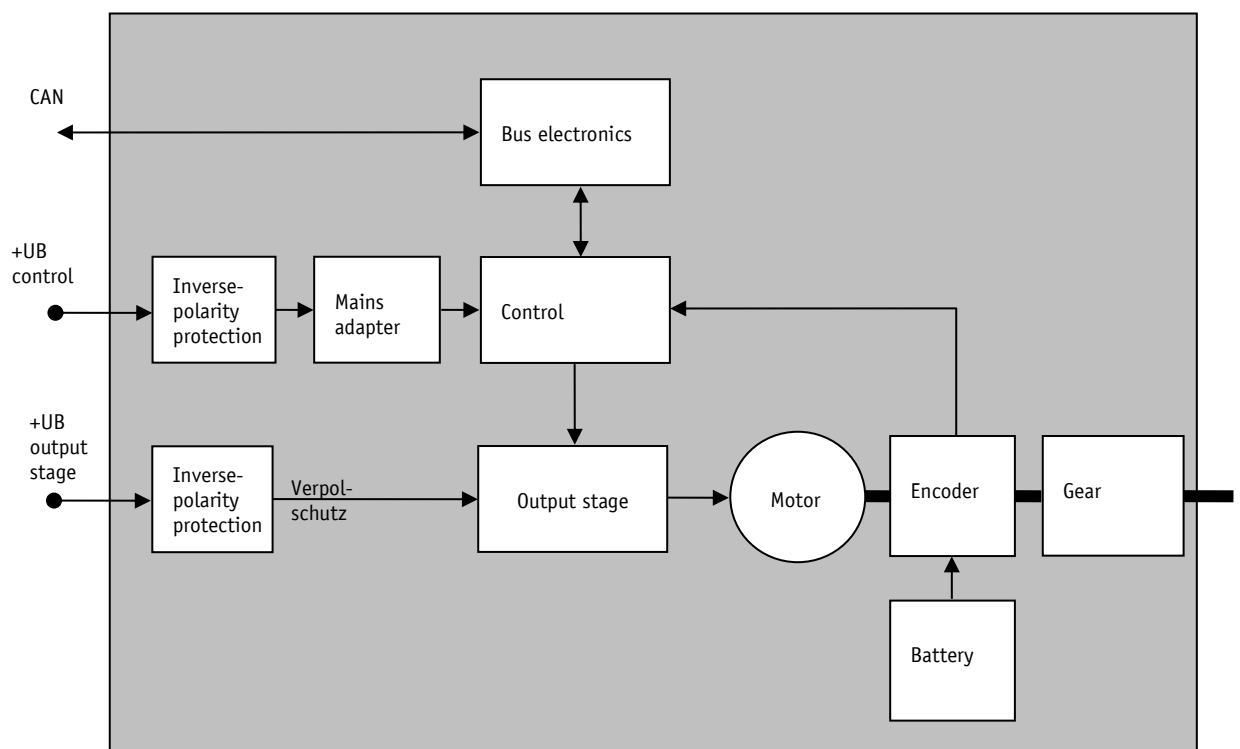 CAN
Bus electronics
+UB
control
Inverse-
polarity
protection
Mains
adapter
Control
+UB
output
stage
Inverse-
polarity
protection
Verpol-
schutz
Output stage
Motor
Encoder
Gear
Battery